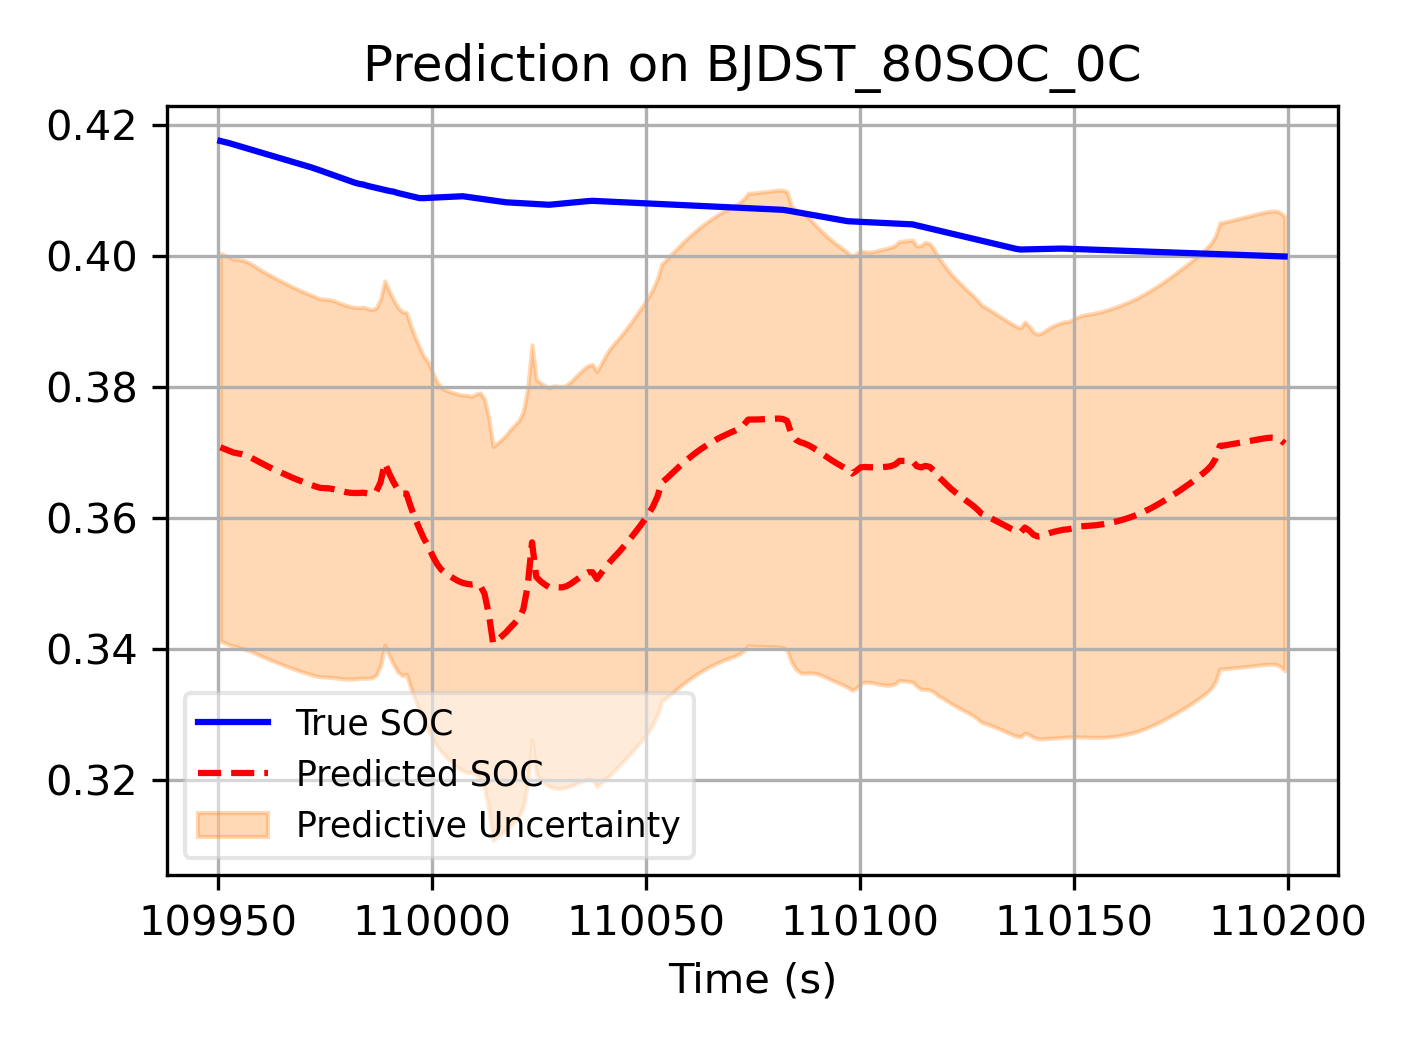 Prediction on BJDST_80SOC_0C
0.42
0.40
0.38
0.36
0.34
0.32
True SOC
Predicted SOC
Predictive Uncertainty
109950 110000 110050 110100 110150 110200
Time (s)